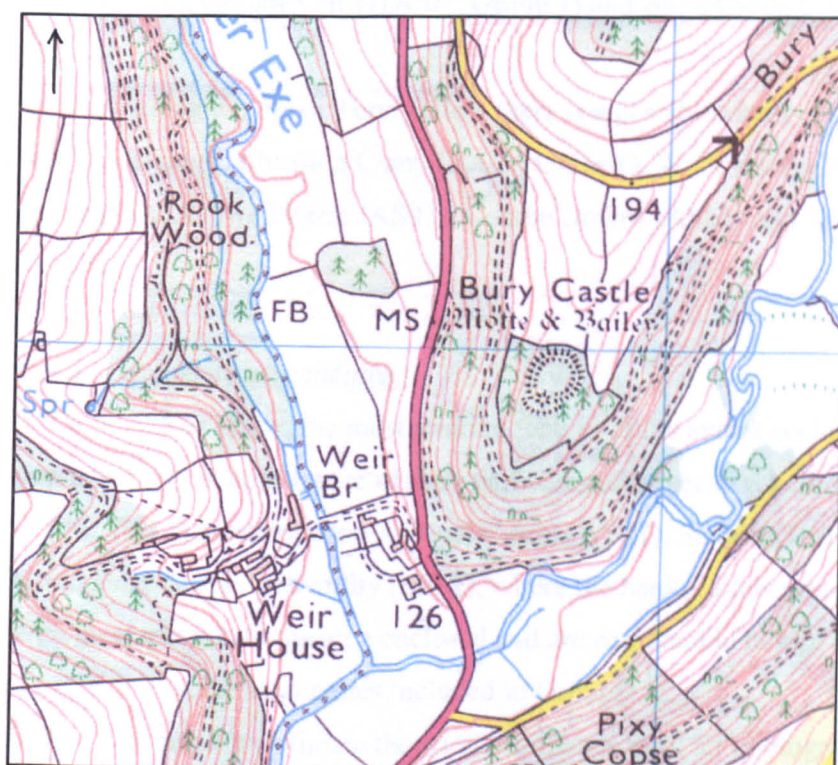 er Exe
Bury
Rook
Wood
194
FB
MS
Bury Castle
Motte & Bailey
Spr
Weir
Br
Weir
House
126
Pixy
Copse